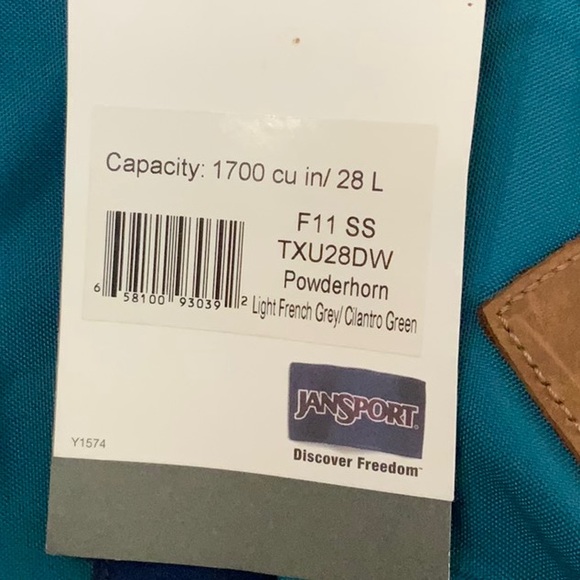 Capacity: 1700 cu in/ 28 L
F11 SS
TXU28DW
Powderhorn
Light French Grey/ Cilantro Green
6 58100 93039 2
JANSPORT®
Discover Freedom™
Y1574